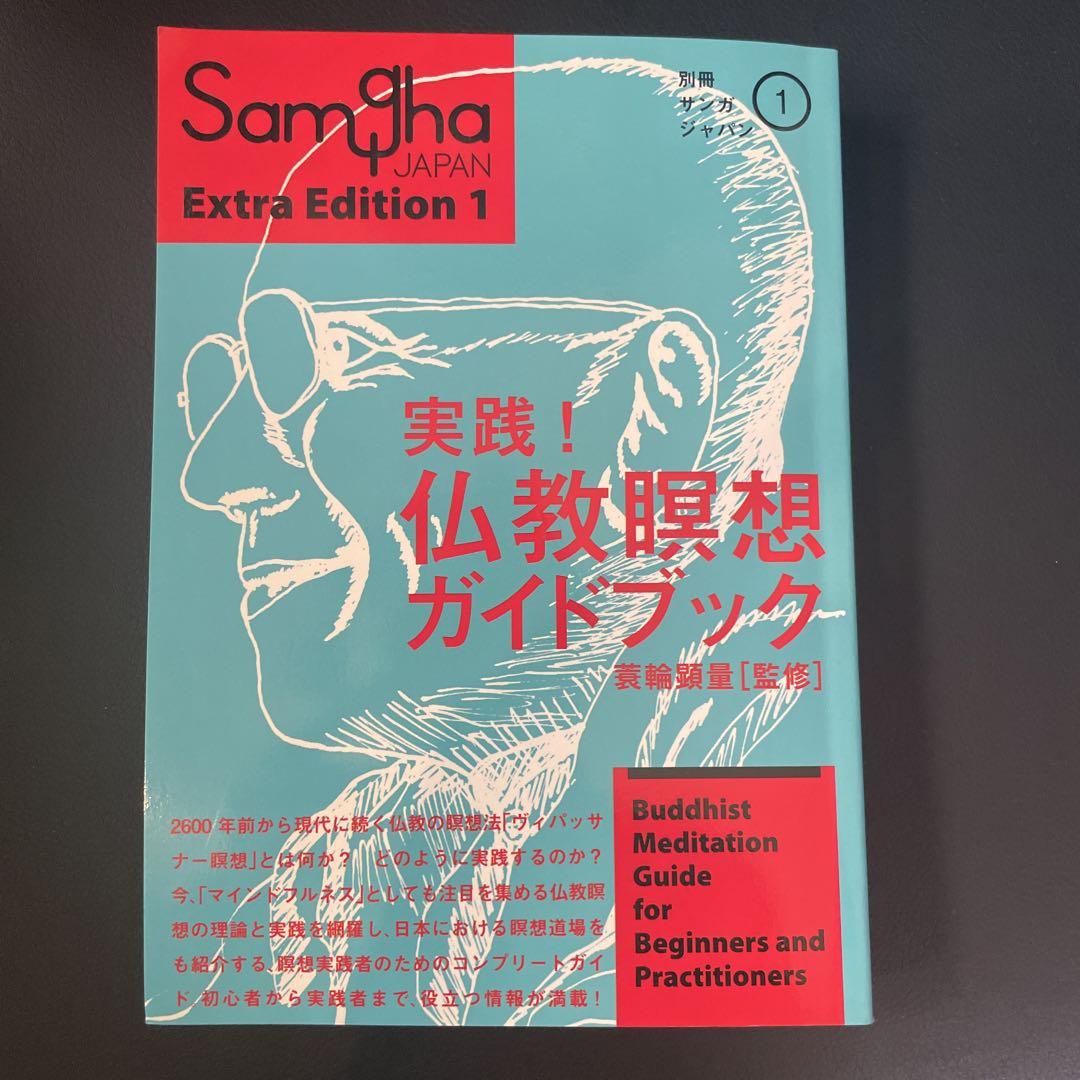 Samgha
JAPAN
Extra Edition 1
別冊
サンガ
ジャパン
1
実践！
仏教瞑想
ガイドブック
蓑輪顕量［監修］
2600年前から現代に続く仏教の瞑想法「ヴィパッサ
ナー瞑想」とは何か？　どのように実践するのか？
今、「マインドフルネス」としても注目を集める仏教瞑
想の理論と実践を網羅し、日本における瞑想道場を
も紹介する、瞑想実践者のためのコンプリートガイ
ド。初心者から実践者まで、役立つ情報が満載！
Buddhist
Meditation
Guide
for
Beginners and
Practitioners